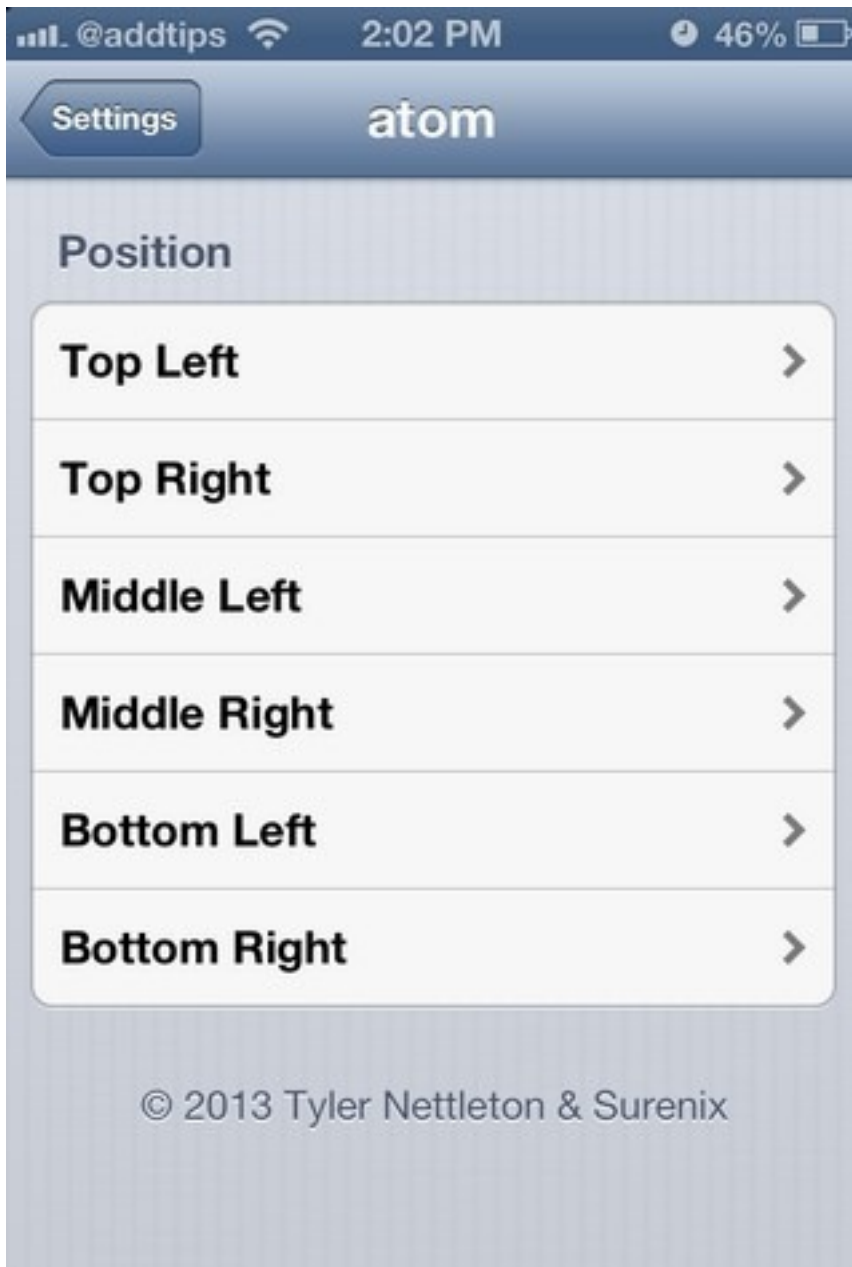 @addtips 2:02 PM 46%
Settings atom
Position
Top Left
Top Right
Middle Left
Middle Right
Bottom Left
Bottom Right
© 2013 Tyler Nettleton & Surenix